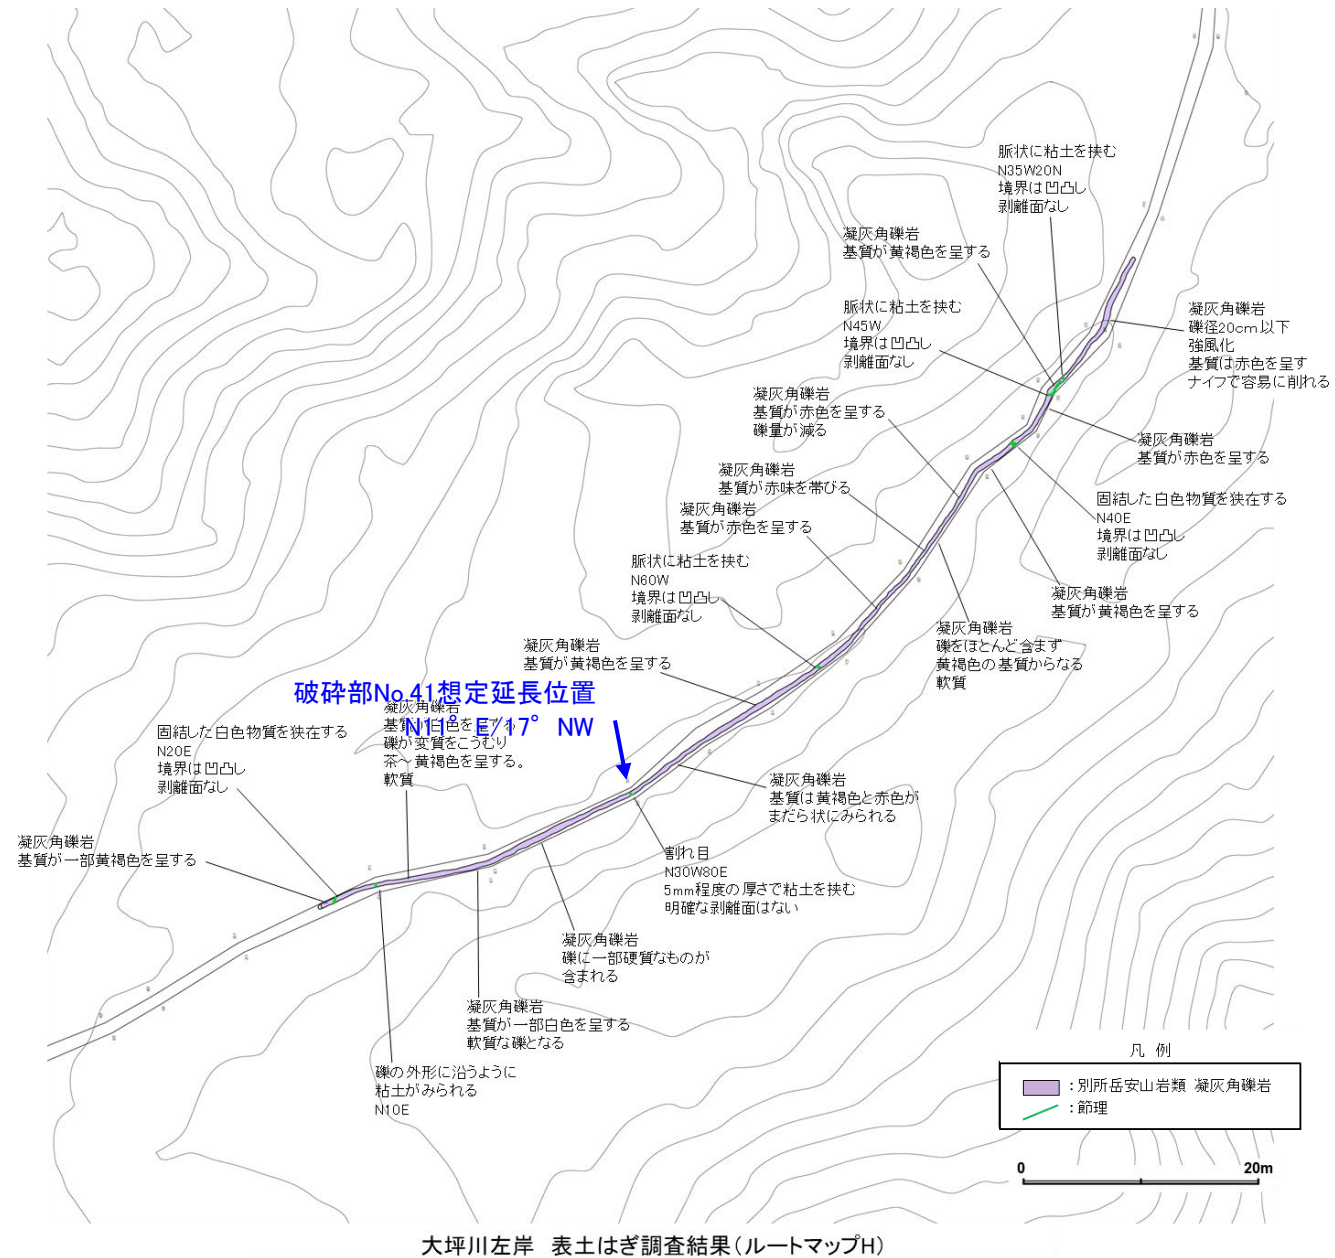 脈状に粘土を挟む
N35W20N
境界は凹凸し
剥離面なし
凝灰角礫岩
基質が黄褐色を呈する
脈状に粘土を挟む
N45W
境界は凹凸し
剥離面なし
凝灰角礫岩
礫径20cm以下
強風化
基質は赤色を呈す
ナイフで容易に削れる
凝灰角礫岩
基質が赤色を呈する
礫量が減る
凝灰角礫岩
基質が赤色を呈する
凝灰角礫岩
基質が赤味を帯びる
固結した白色物質を狭在する
N40E
境界は凹凸し
剥離面なし
凝灰角礫岩
基質が赤色を呈する
脈状に粘土を挟む
N60W
境界は凹凸し
剥離面なし
凝灰角礫岩
基質が黄褐色を呈する
凝灰角礫岩
礫をほとんど含まず
黄褐色の基質からなる
軟質
凝灰角礫岩
基質が黄褐色を呈する
破砕部No.41想定延長位置
N11°E/17°NW
凝灰角礫岩
基質が白色を呈する
礫が変質をこうむり
茶～黄褐色を呈する。
軟質
固結した白色物質を狭在する
N20E
境界は凹凸し
剥離面なし
凝灰角礫岩
基質は黄褐色と赤色が
まだら状にみられる
凝灰角礫岩
基質が一部黄褐色を呈する
割れ目
N30W80E
5mm程度の厚さで粘土を挟む
明確な剥離面はない
凝灰角礫岩
礫に一部硬質なものが
含まれる
凝灰角礫岩
基質が一部白色を呈する
軟質な礫となる
礫の外形に沿うように
粘土がみられる
N10E
凡 例
：別所岳安山岩類 凝灰角礫岩
：節理
0 20m
大坪川左岸 表土はぎ調査結果（ルートマップH）